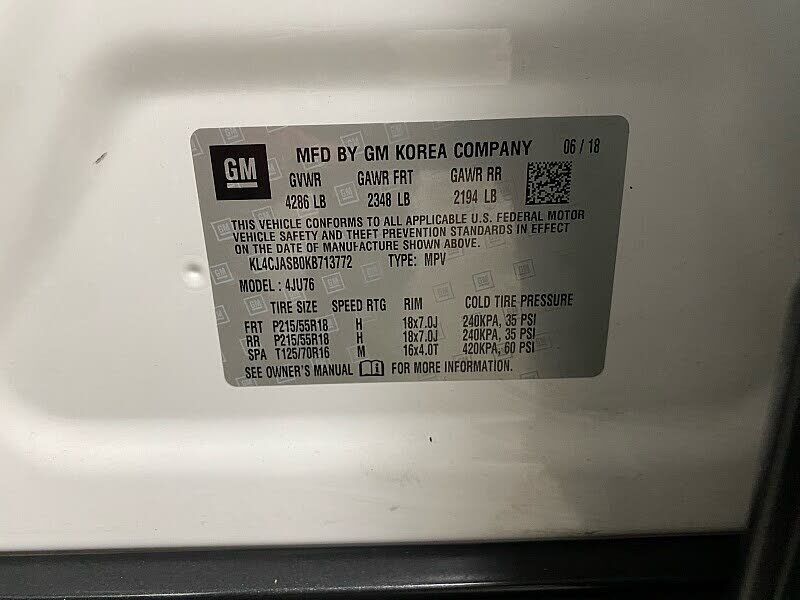 GM
MFD BY GM KOREA COMPANY 06 / 18
GVWR GAWR FRT GAWR RR
4286 LB 2348 LB 2194 LB
THIS VEHICLE CONFORMS TO ALL APPLICABLE U.S. FEDERAL MOTOR
VEHICLE SAFETY AND THEFT PREVENTION STANDARDS IN EFFECT
ON THE DATE OF MANUFACTURE SHOWN ABOVE.
KL4CJASB0KB713772 TYPE: MPV
MODEL : 4JU76
TIRE SIZE SPEED RTG RIM COLD TIRE PRESSURE
FRT P215/55R18 H 18x7.0J 240KPA, 35 PSI
RR P215/55R18 H 18x7.0J 240KPA, 35 PSI
SPA T125/70R16 M 16x4.0T 420KPA, 60 PSI
SEE OWNER'S MANUAL FOR MORE INFORMATION.